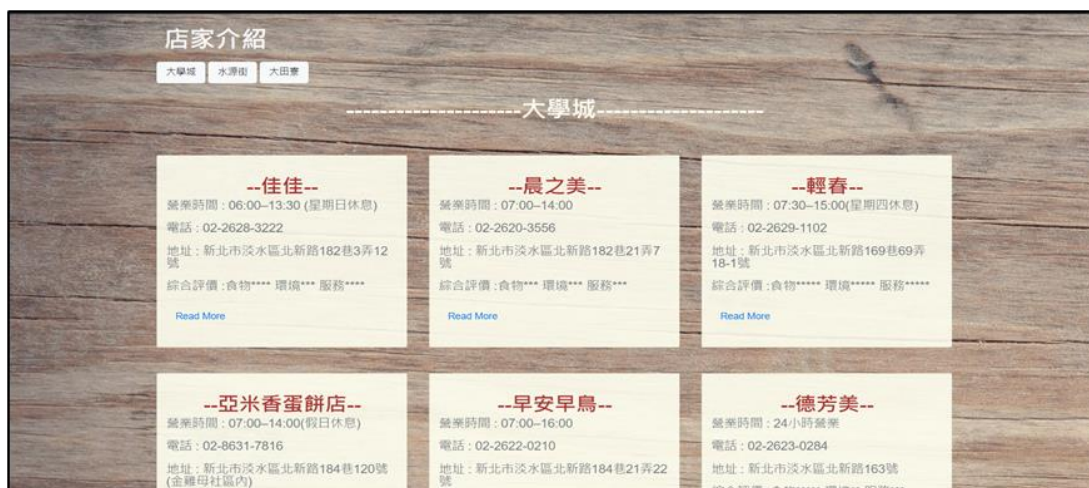 店家介紹
大學城 水源街 大田寮
--------------------大學城--------------------
--佳佳--
營業時間 : 06:00–13:30 (星期日休息)
電話 : 02-2628-3222
地址 : 新北市淡水區北新路182巷3弄12
號
綜合評價 :食物**** 環境*** 服務****
Read More
--晨之美--
營業時間 : 07:00–14:00
電話 : 02-2620-3556
地址 : 新北市淡水區北新路182巷21弄7
號
綜合評價 :食物*** 環境*** 服務***
Read More
--輕春--
營業時間 : 07:30–15:00(星期四休息)
電話 : 02-2629-1102
地址 : 新北市淡水區北新路169巷69弄
18-1號
綜合評價 :食物***** 環境***** 服務*****
Read More
--亞米香蛋餅店--
營業時間 : 07:00–14:00(假日休息)
電話 : 02-8631-7816
地址 : 新北市淡水區北新路184巷120號
(金雞母社區內)
--早安早鳥--
營業時間 : 07:00–16:00
電話 : 02-2622-0210
地址 : 新北市淡水區北新路184巷21弄22
號
--德芳美--
營業時間 : 24小時營業
電話 : 02-2623-0284
地址 : 新北市淡水區北新路163號